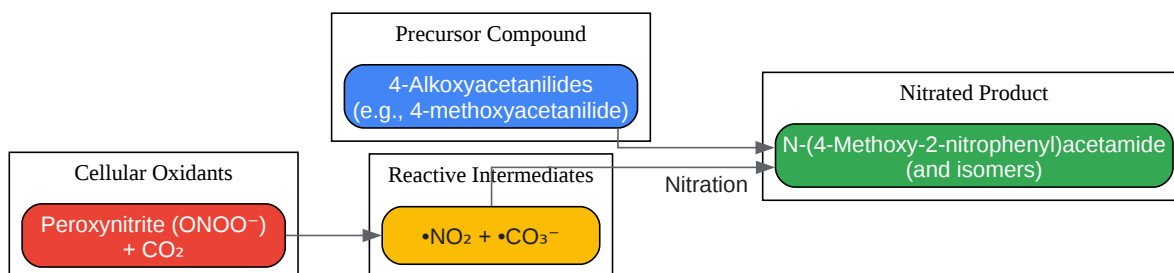 Precursor Compound
4-Alkoxyacetanilides
(e.g., 4-methoxyacetanilide)
Nitrated Product
N-(4-Methoxy-2-nitrophenyl)acetamide
(and isomers)
Cellular Oxidants
Peroxynitrite (ONOO⁻)
+ CO₂
Reactive Intermediates
•NO₂ + •CO₃⁻
Nitration